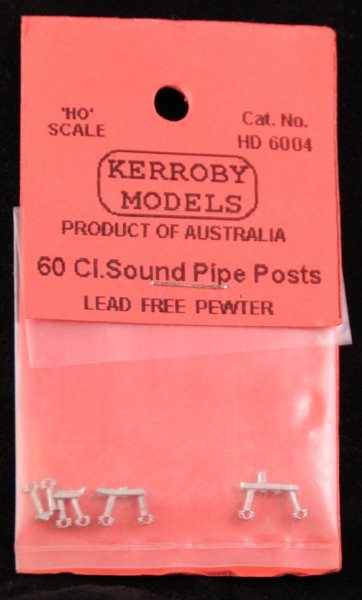 'HO'
SCALE
Cat. No.
HD 6004
KERROBY
MODELS
PRODUCT OF AUSTRALIA
60 Cl.Sound Pipe Posts
LEAD FREE PEWTER